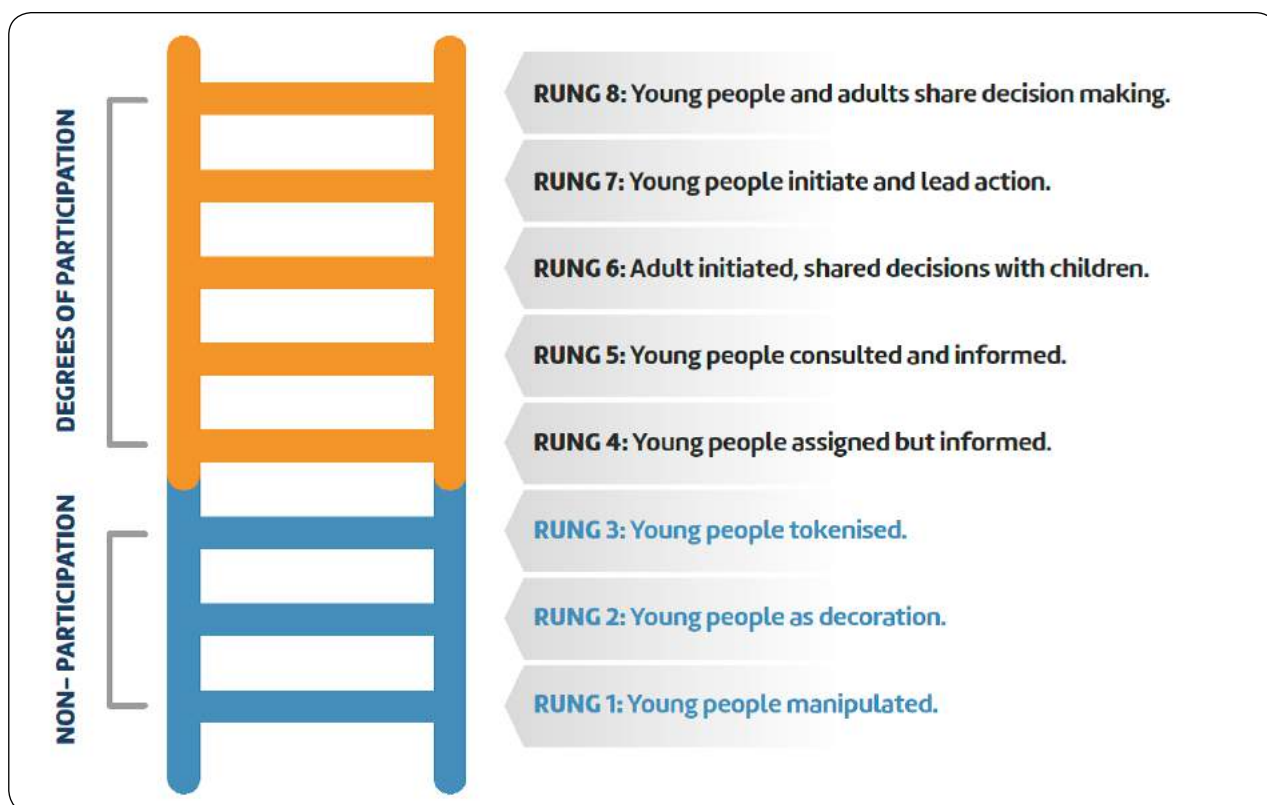 DEGREES OF PARTICIPATION
RUNG 8: Young people and adults share decision making.
RUNG 7: Young people initiate and lead action.
RUNG 6: Adult initiated, shared decisions with children.
RUNG 5: Young people consulted and informed.
RUNG 4: Young people assigned but informed.
NON– PARTICIPATION
RUNG 3: Young people tokenised.
RUNG 2: Young people as decoration.
RUNG 1: Young people manipulated.